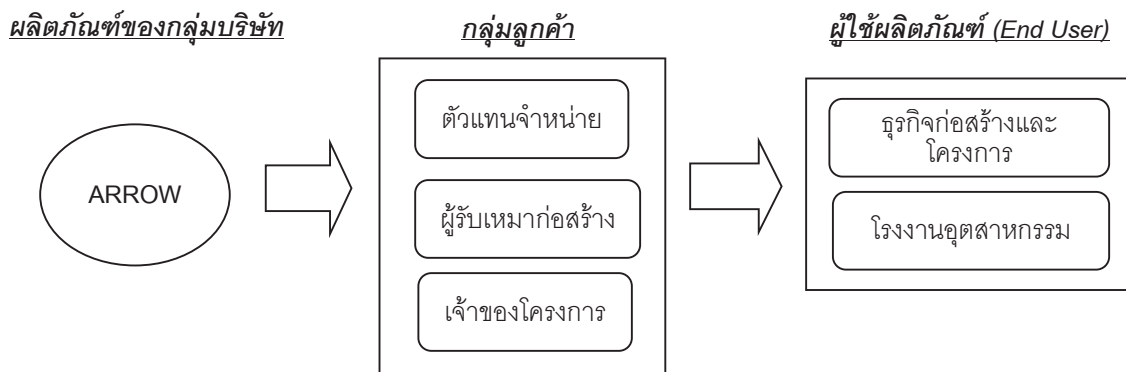 ผลิตภัณฑ์ของกลุ่มบริษัท
กลุ่มลูกค้า
ผู้ใช้ผลิตภัณฑ์ (End User)
ARROW
ตัวแทนจำหน่าย
ผู้รับเหมาก่อสร้าง
เจ้าของโครงการ
ธุรกิจก่อสร้างและ
โครงการ
โรงงานอุตสาหกรรม